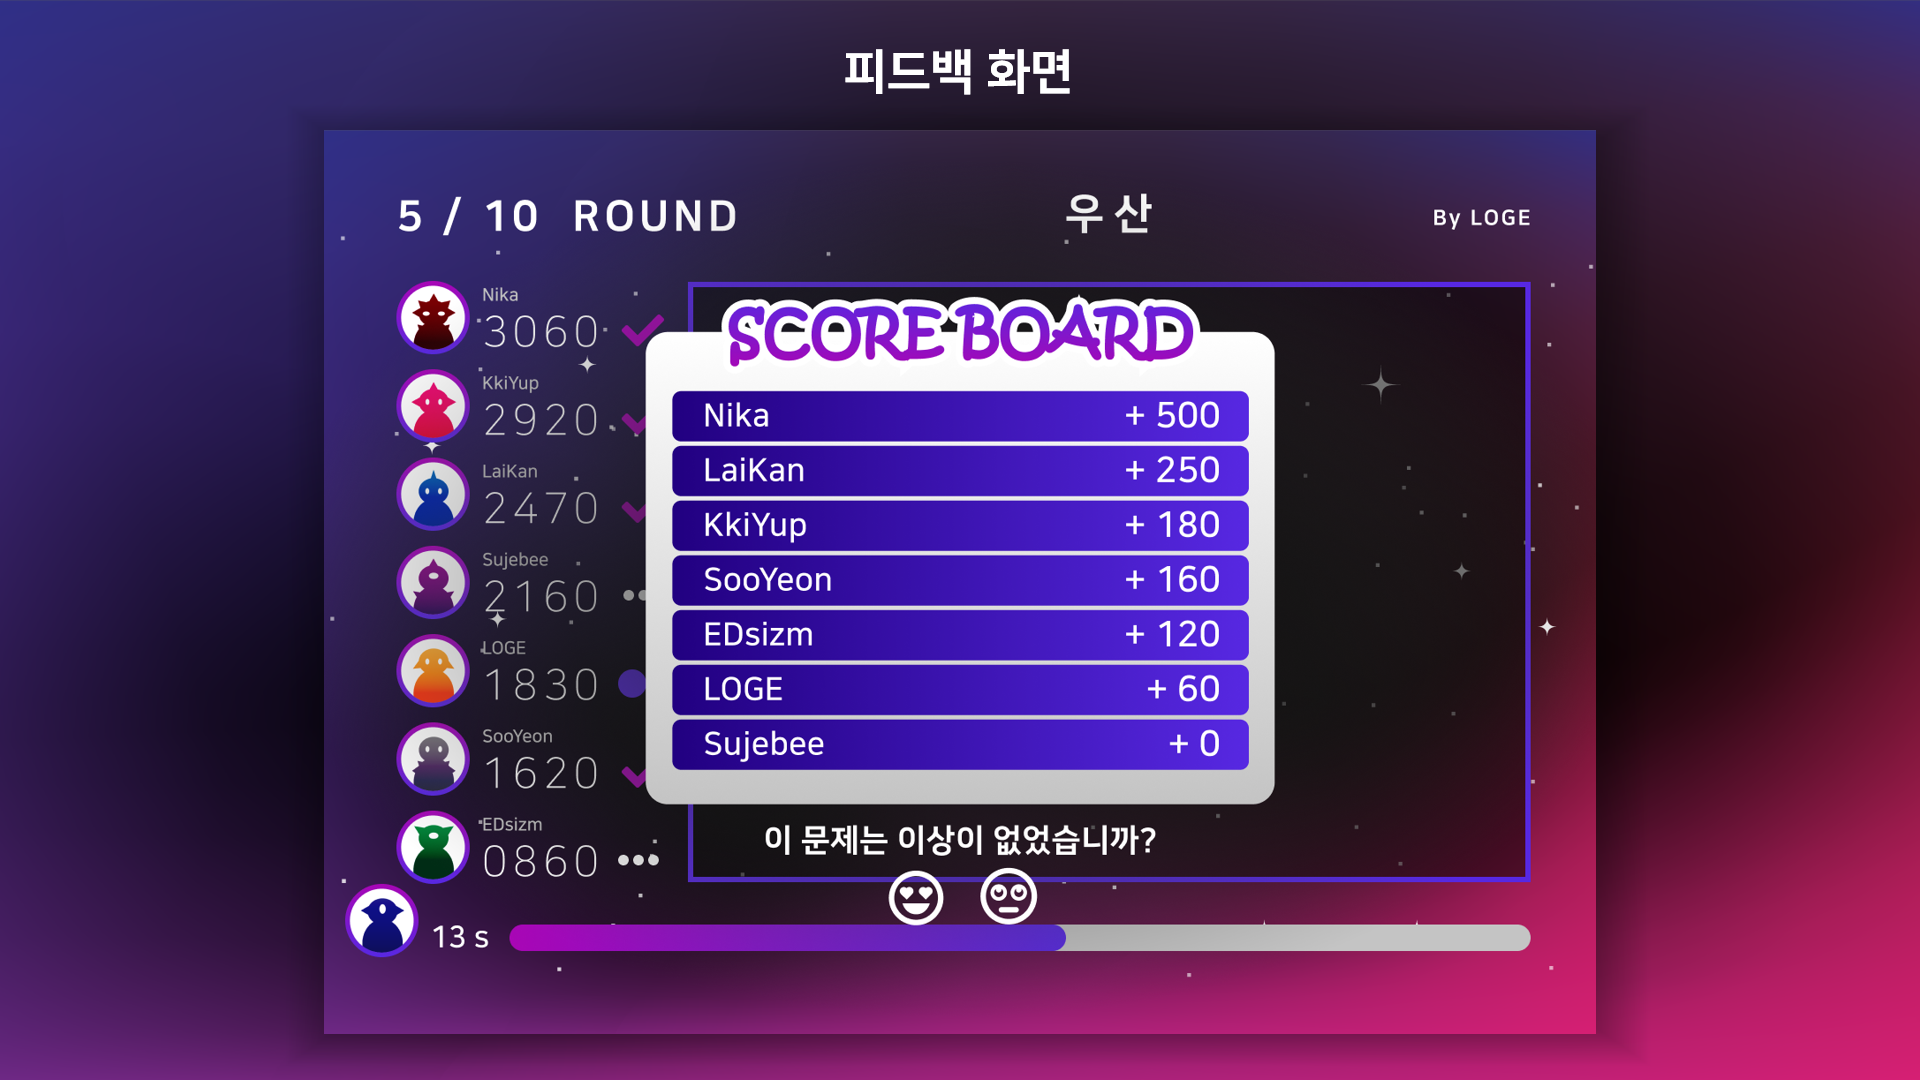 피드백 화면
5 / 10 ROUND
우산
By LOGE
Nika
3060
KkiYup
2920
LaiKan
2470
Sujebee
2160
LOGE
1830
SooYeon
1620
EDsizm
0860
SCORE BOARD
Nika + 500
LaiKan + 250
KkiYup + 180
SooYeon + 160
EDsizm + 120
LOGE + 60
Sujebee + 0
이 문제는 이상이 없었습니까?
13 s